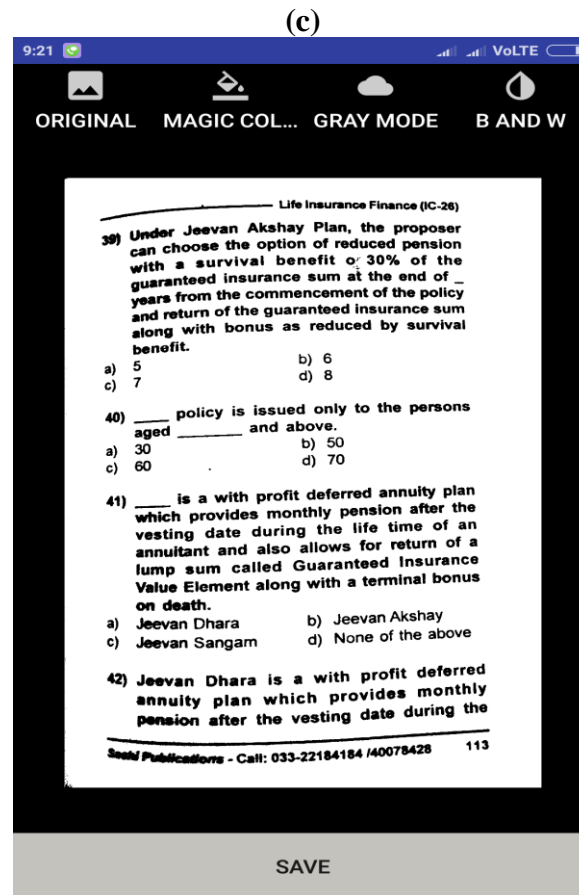 (c)
9:21 VoLTE
ORIGINAL MAGIC COL... GRAY MODE B AND W
Life Insurance Finance (IC-26)
39) Under Jeevan Akshay Plan, the proposer
can choose the option of reduced pension
with a survival benefit of 30% of the
guaranteed insurance sum at the end of _
years from the commencement of the policy
and return of the guaranteed insurance sum
along with bonus as reduced by survival
benefit.
a) 5 b) 6
c) 7 d) 8
40) ____ policy is issued only to the persons
aged ________ and above.
a) 30 b) 50
c) 60 d) 70
41) ____ is a with profit deferred annuity plan
which provides monthly pension after the
vesting date during the life time of an
annuitant and also allows for return of a
lump sum called Guaranteed Insurance
Value Element along with a terminal bonus
on death.
a) Jeevan Dhara b) Jeevan Akshay
c) Jeevan Sangam d) None of the above
42) Jeevan Dhara is a with profit deferred
annuity plan which provides monthly
pension after the vesting date during the
Sashi Publications - Call: 033-22184184 /40078428 113
SAVE